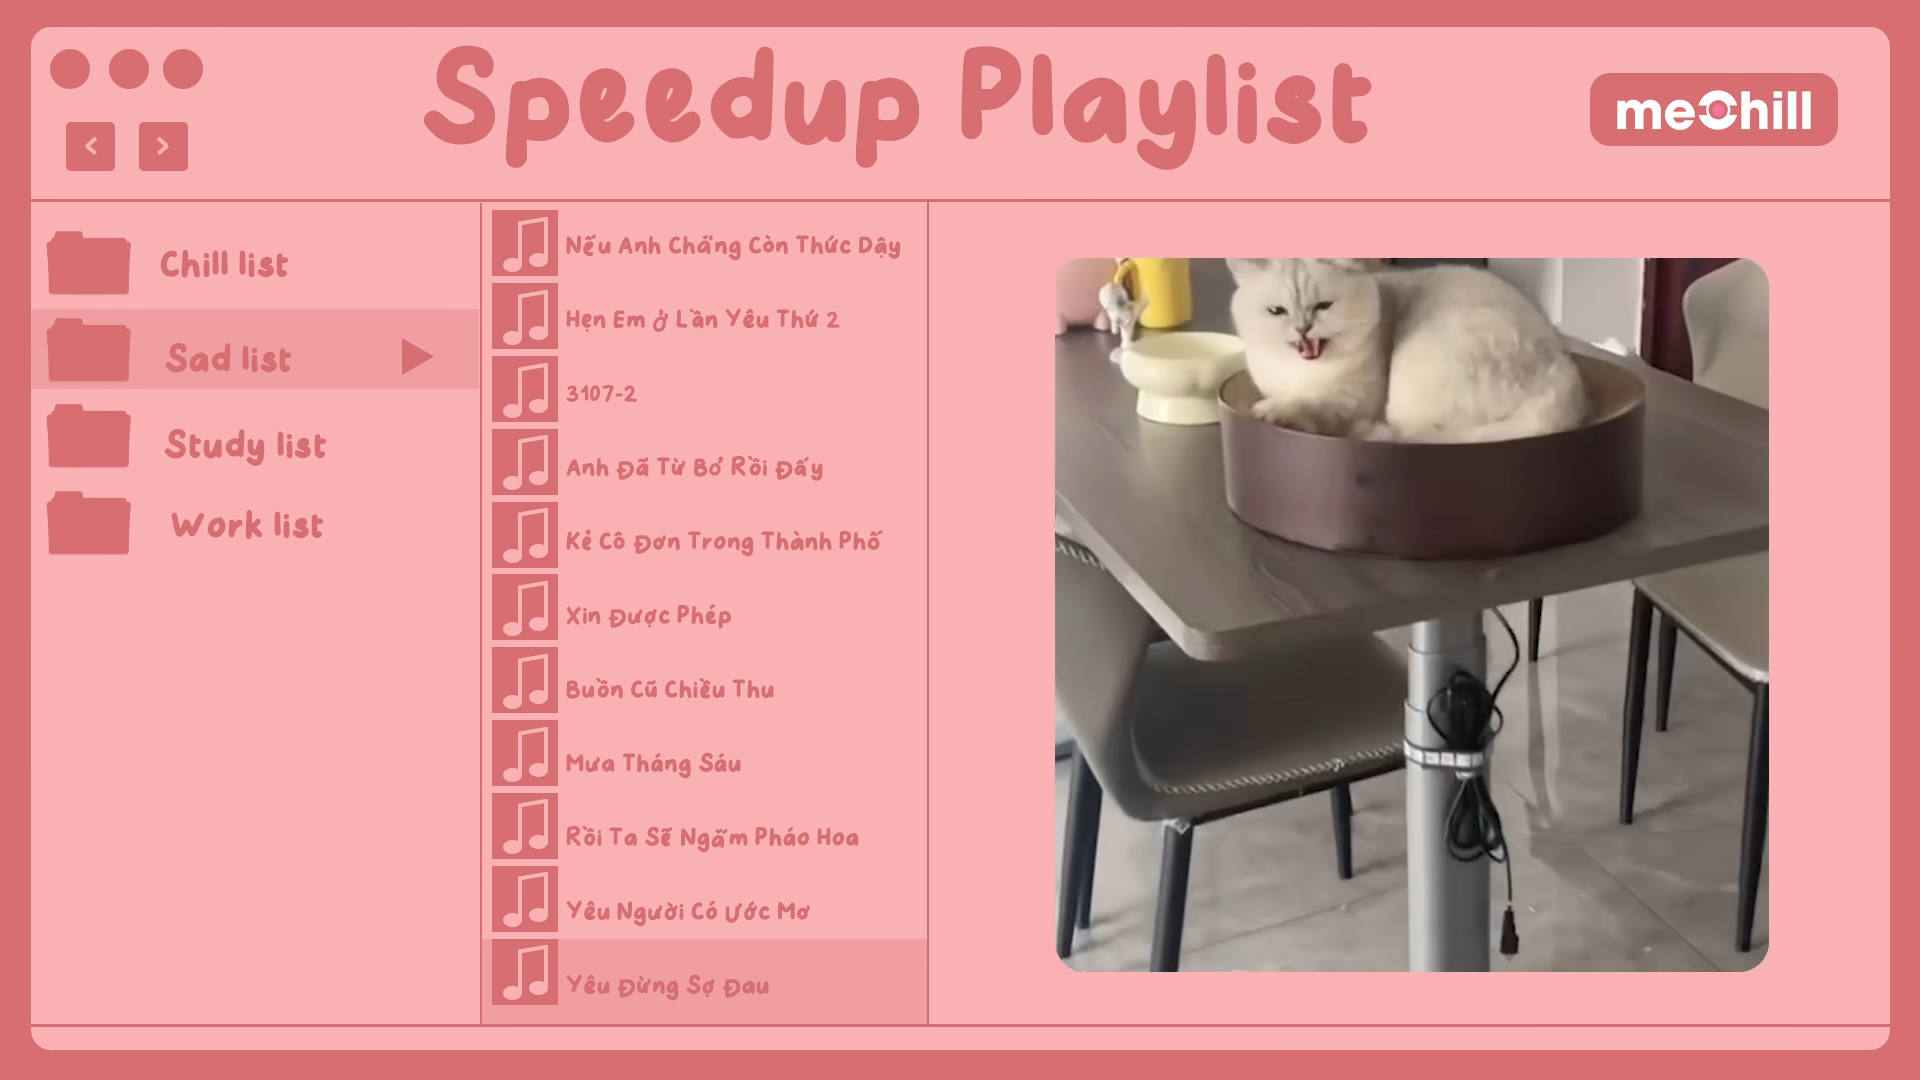 Speedup Playlist
meChill
Chill list
Sad list
Study list
Work list
Nếu Anh Chẳng Còn Thức Dậy
Hẹn Em ở Lần Yêu Thứ 2
3107-2
Anh Đã Từ Bỏ Rồi Đấy
Kẻ Cô Đơn Trong Thành Phố
Xin Được Phép
Buồn Cũ Chiều Thu
Mưa Tháng Sáu
Rồi Ta Sẽ Ngắm Pháo Hoa
Yêu Người Có Ước Mơ
Yêu Đừng Sợ Đau